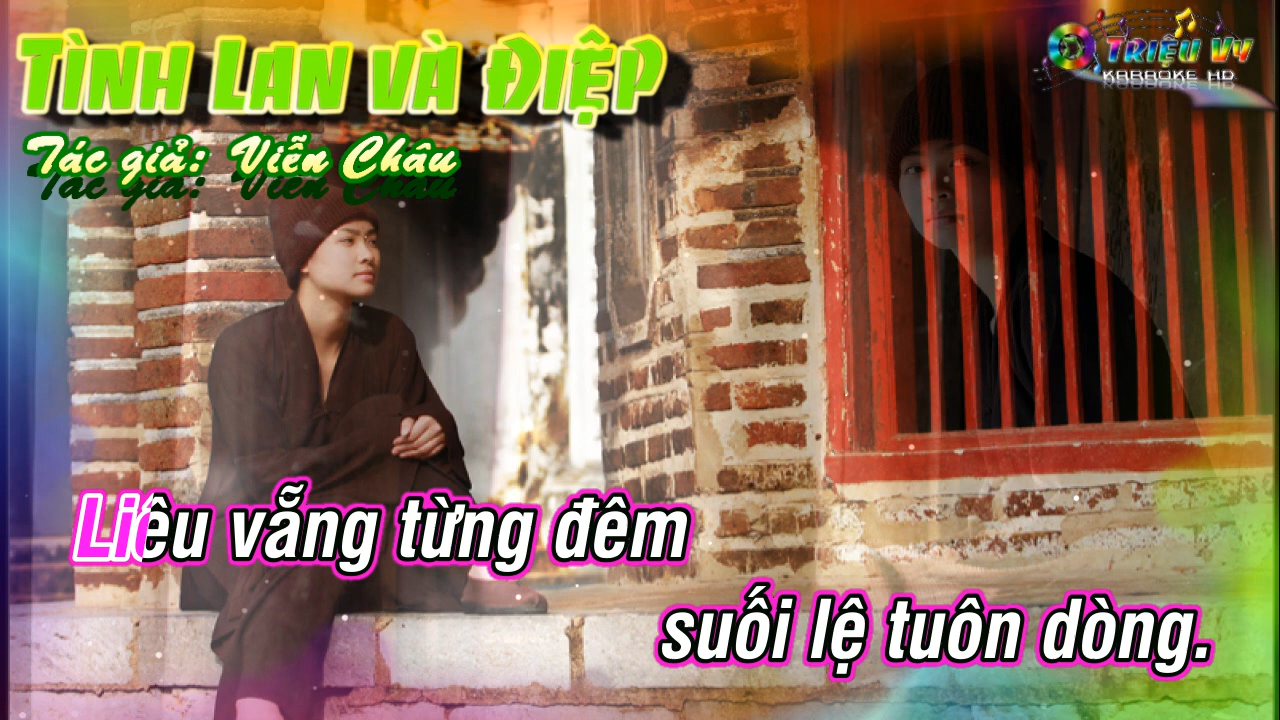 TÌNH LAN VÀ ĐIỆP
TRIỆU VY
KARAOKE HD
Tác giả: Viễn Châu
Liêu vẵng từng đêm
suối lệ tuôn dòng.